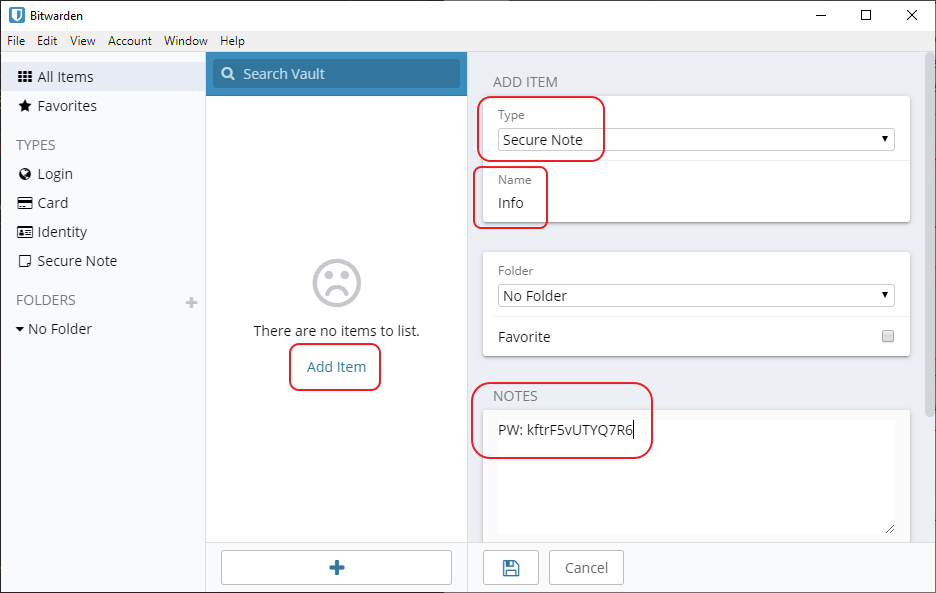 Bitwarden
File Edit View Account Window Help
All Items
Favorites
TYPES
Login
Card
Identity
Secure Note
FOLDERS
No Folder
Search Vault
There are no items to list.
Add Item
ADD ITEM
Type
Secure Note
Name
Info
Folder
No Folder
Favorite
NOTES
PW: kftrF5vUTYQ7R6
Cancel